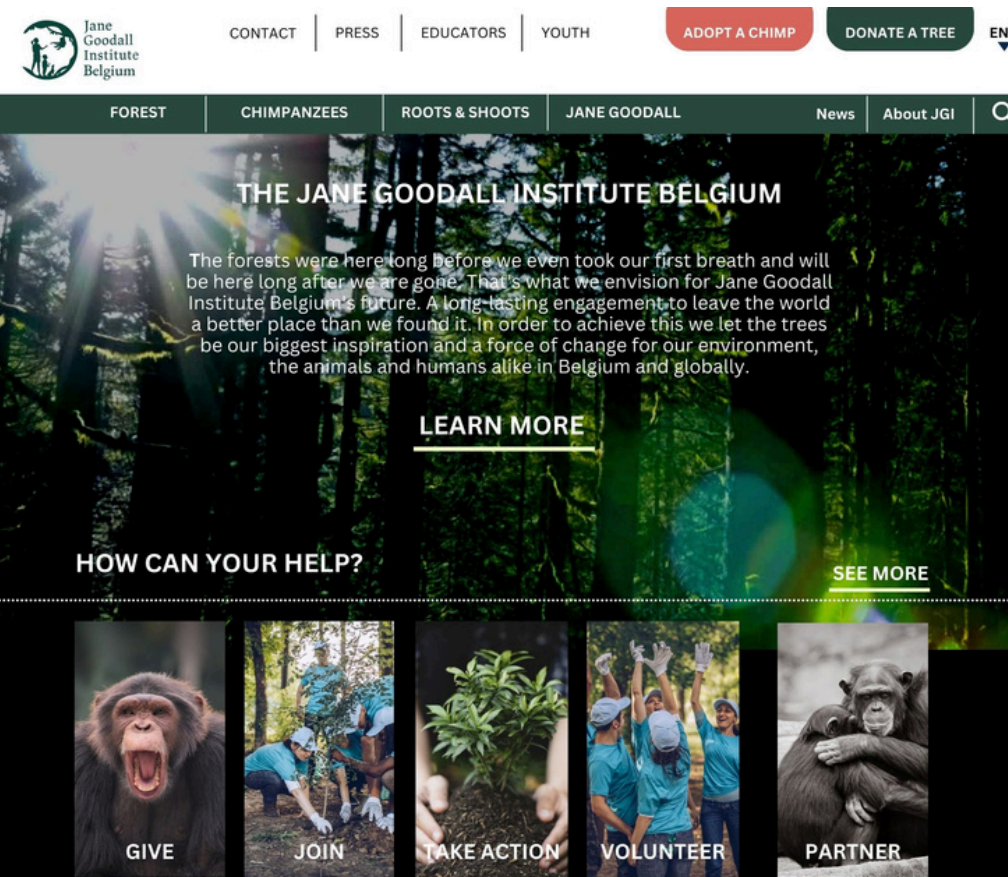 Jane
Goodall
Institute
Belgium
CONTACT
PRESS
EDUCATORS
YOUTH
ADOPT A CHIMP
DONATE A TREE
EN
FOREST
CHIMPANZEES
ROOTS & SHOOTS
JANE GOODALL
News
About JGI
THE JANE GOODALL INSTITUTE BELGIUM
The forests were here long before we even took our first breath and will
be here long after we are gone. That's what we envision for Jane Goodall
Institute Belgium's future. A long-lasting engagement to leave the world
a better place than we found it. In order to achieve this we let the trees
be our biggest inspiration and a force of change for our environment,
the animals and humans alike in Belgium and globally.
LEARN MORE
HOW CAN YOUR HELP?
SEE MORE
GIVE
JOIN
TAKE ACTION
VOLUNTEER
PARTNER